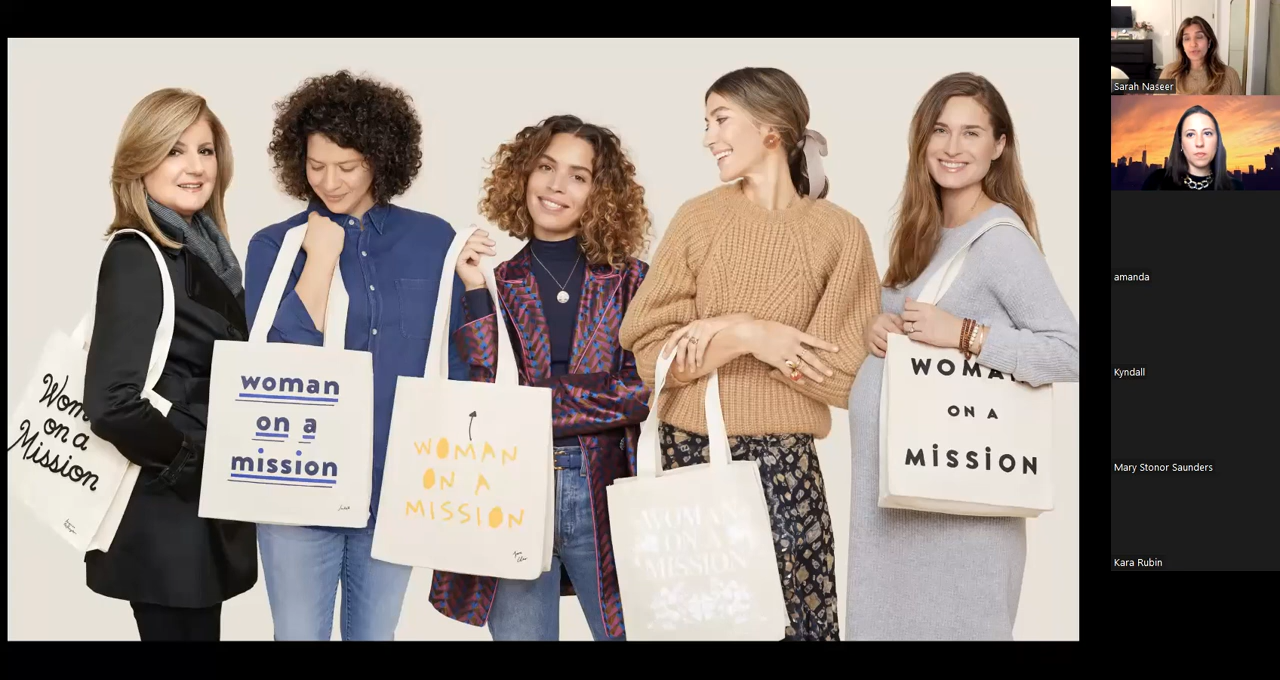 Woman
on a
Mission
woman
on a
mission
WOMAN
ON A
MISSION
WOMAN
ON A
MISSION
WOMAN
ON A
MiSSiON
Sarah Naseer
amanda
Kyndall
Mary Stonor Saunders
Kara Rubin